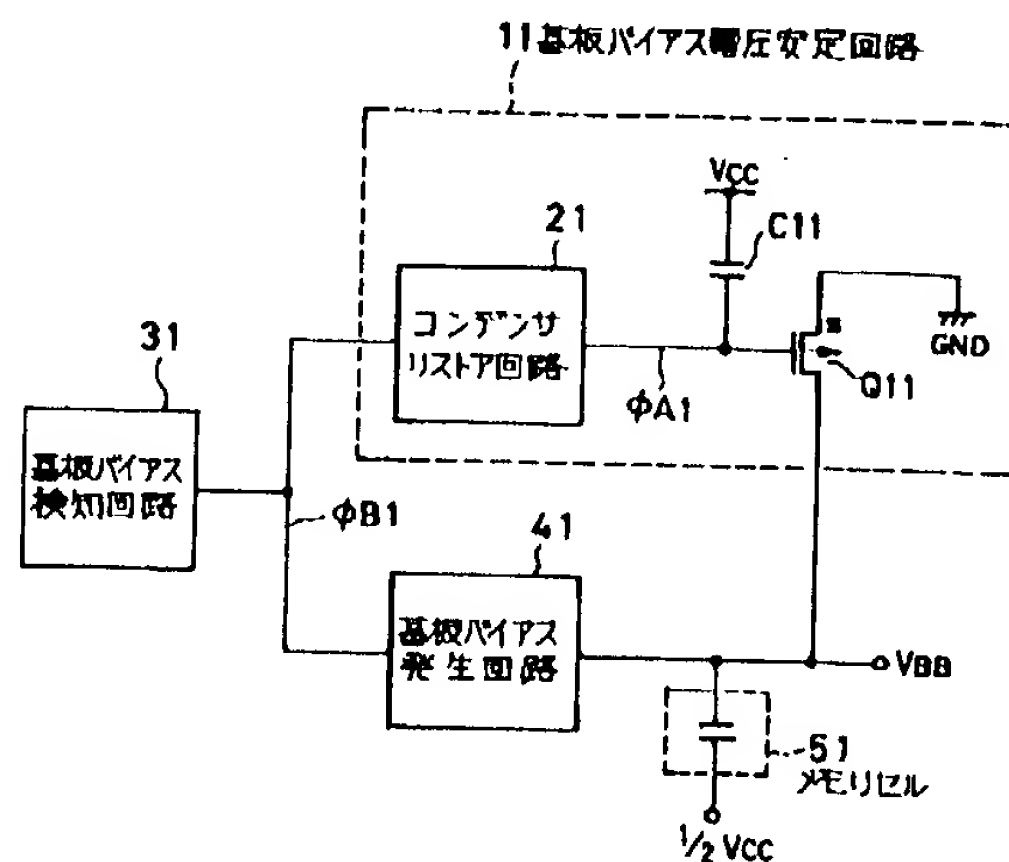 11基板バイアス電圧安定回路
VCC
C11
21
コンデンサ
リストア回路
GND
Q11
φA1
31
基板バイアス
検知回路
φB1
41
基板バイアス
発生回路
VBB
51
メモリセル
1/2 VCC